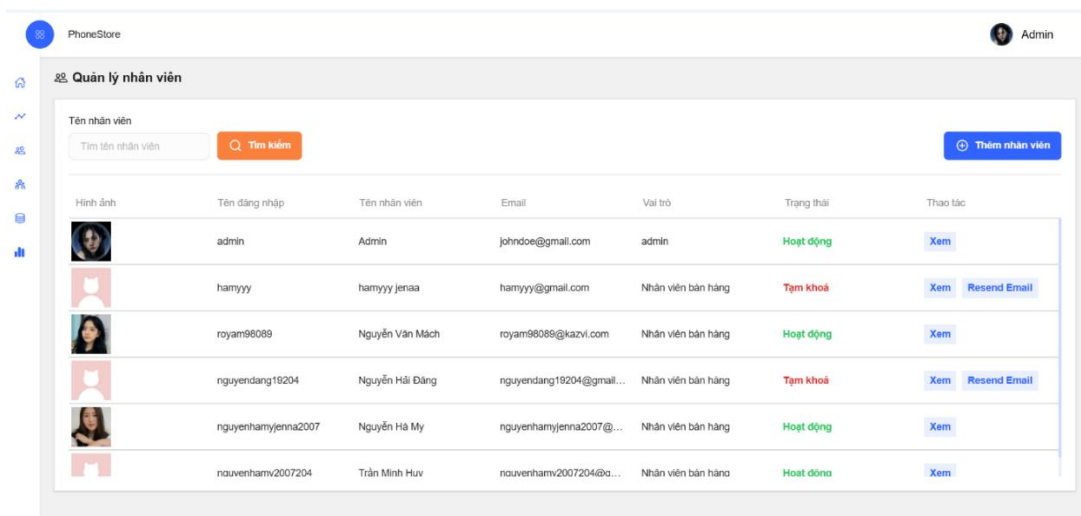 PhoneStore
Admin
Quản lý nhân viên
Tên nhân viên
Tìm tên nhân viên
Tìm kiếm
Thêm nhân viên
Hình ảnh Tên đăng nhập Tên nhân viên Email Vai trò Trạng thái Thao tác
admin Admin johndoe@gmail.com admin Hoạt động Xem
hamyyy hamyyy jenaa hamyyy@gmail.com Nhân viên bán hàng Tạm khoá Xem Resend Email
royam98089 Nguyễn Văn Mách royam98089@kazvi.com Nhân viên bán hàng Hoạt động Xem
nguyendang19204 Nguyễn Hải Đăng nguyendang19204@gmail... Nhân viên bán hàng Tạm khoá Xem Resend Email
nguyenhamyjenna2007 Nguyễn Hà My nguyenhamyjenna2007@... Nhân viên bán hàng Hoạt động Xem
nguyenhamy2007204 Trần Minh Huy nguyenhamy2007204@g... Nhân viên bán hàng Hoạt động Xem